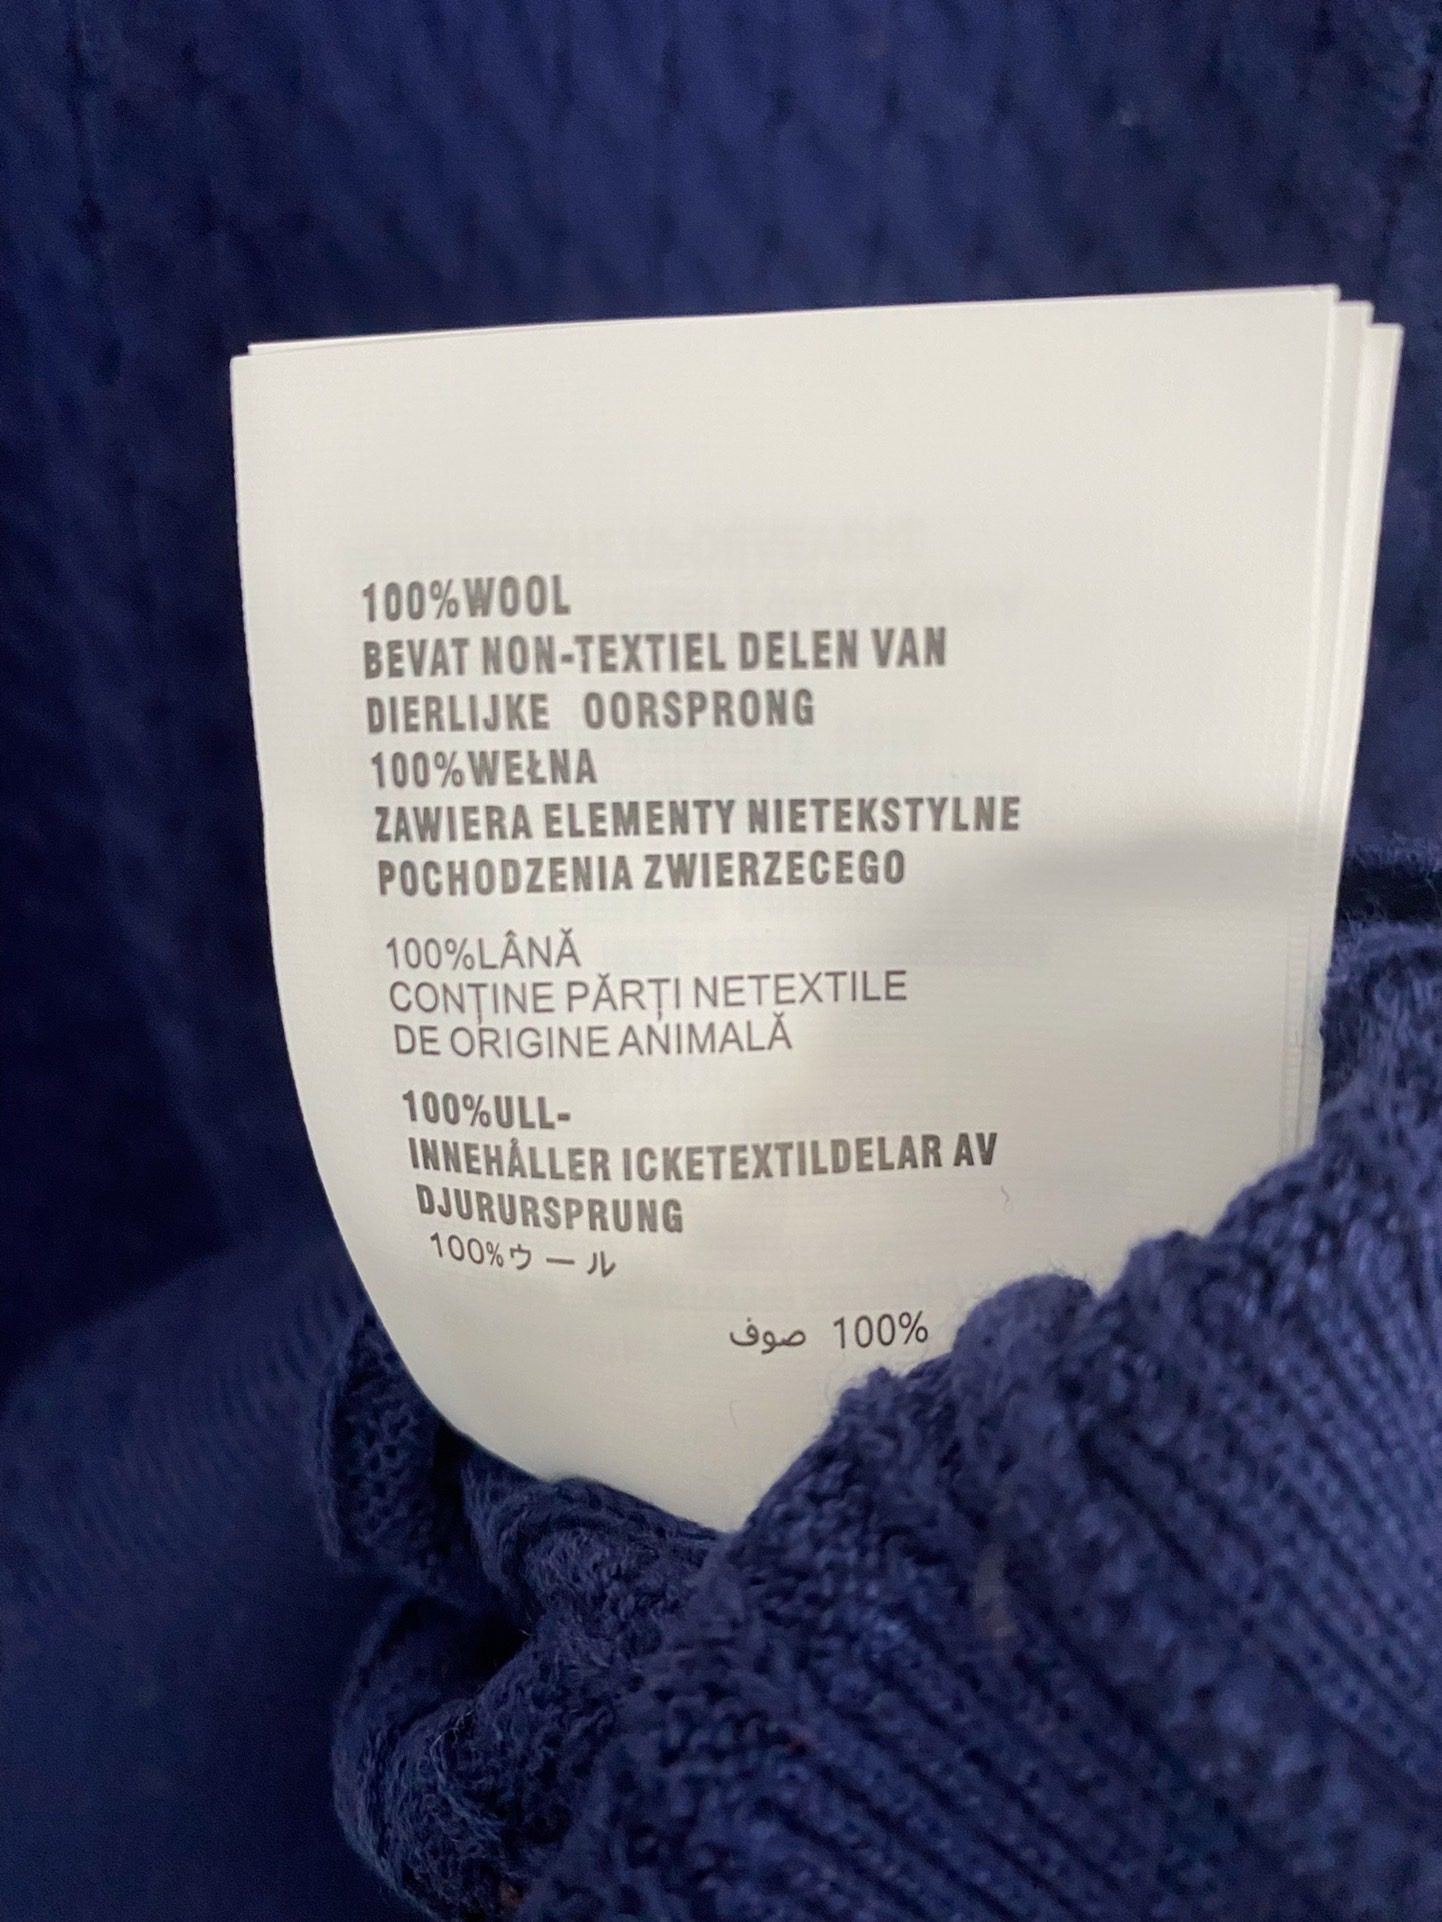 100%WOOL
BEVAT NON-TEXTIEL DELEN VAN
DIERLIJKE OORSPRONG
100%WEŁNA
ZAWIERA ELEMENTY NIETEKSTYLNE
POCHODZENIA ZWIERZECEGO
100%LÂNĂ
CONȚINE PĂRȚI NETEXTILE
DE ORIGINE ANIMALĂ
100%ULL-
INNEHÅLLER ICKETEXTILDELAR AV
DJURURSPRUNG
100%ウール
100% صوف